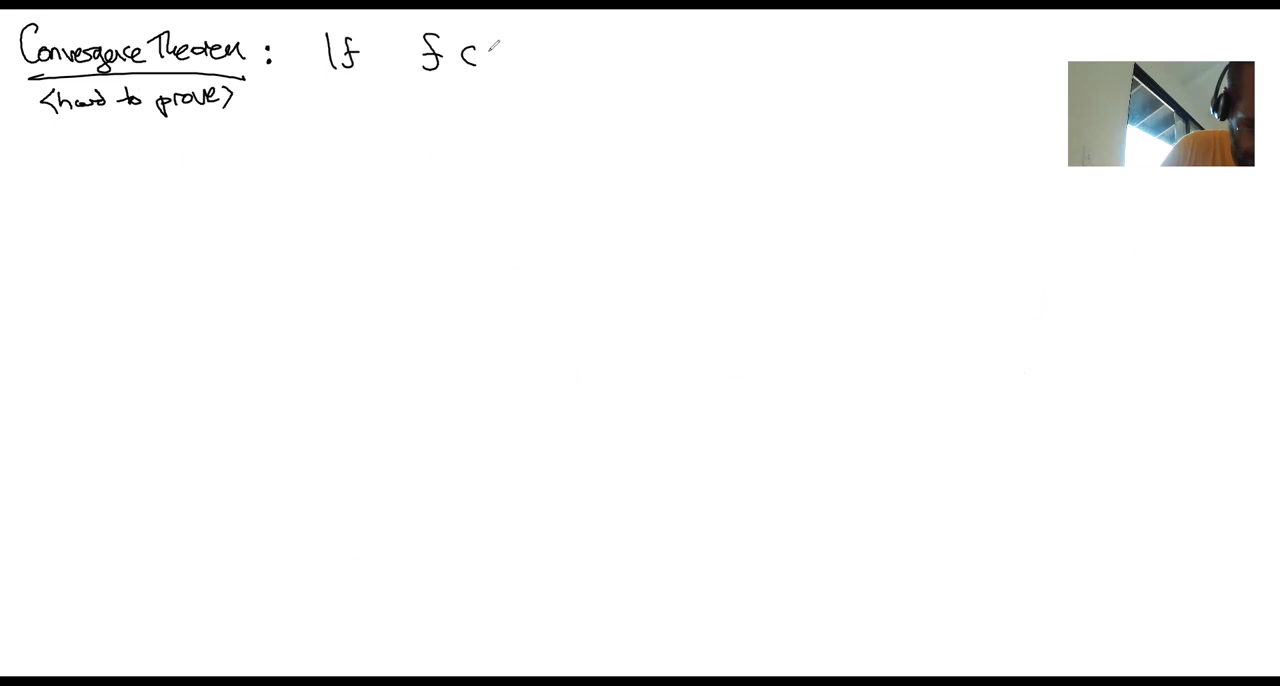 Convergence Theorem : If f c
<hard to prove>